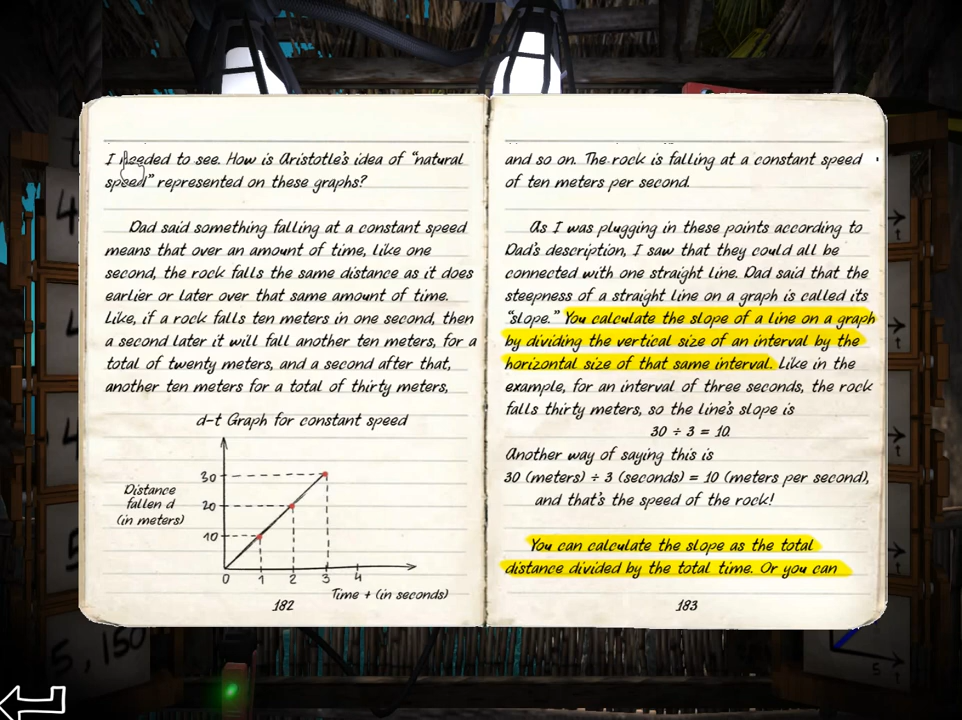 I needed to see. How is Aristotle's idea of "natural
speed" represented on these graphs?
Dad said something falling at a constant speed
means that over an amount of time, like one
second, the rock falls the same distance as it does
earlier or later over that same amount of time.
Like, if a rock falls ten meters in one second, then
a second later it will fall another ten meters, for a
total of twenty meters, and a second after that,
another ten meters for a total of thirty meters,
d-t Graph for constant speed
Distance
fallen d
(in meters)
30
20
10
0 1 2 3 4
Time t (in seconds)
182
and so on. The rock is falling at a constant speed
of ten meters per second.
As I was plugging in these points according to
Dad's description, I saw that they could all be
connected with one straight line. Dad said that the
steepness of a straight line on a graph is called its
"slope." You calculate the slope of a line on a graph
by dividing the vertical size of an interval by the
horizontal size of that same interval. Like in the
example, for an interval of three seconds, the rock
falls thirty meters, so the line's slope is
30 ÷ 3 = 10.
Another way of saying this is
30 (meters) ÷ 3 (seconds) = 10 (meters per second),
and that's the speed of the rock!
You can calculate the slope as the total
distance divided by the total time. Or you can
183
5, 150
5